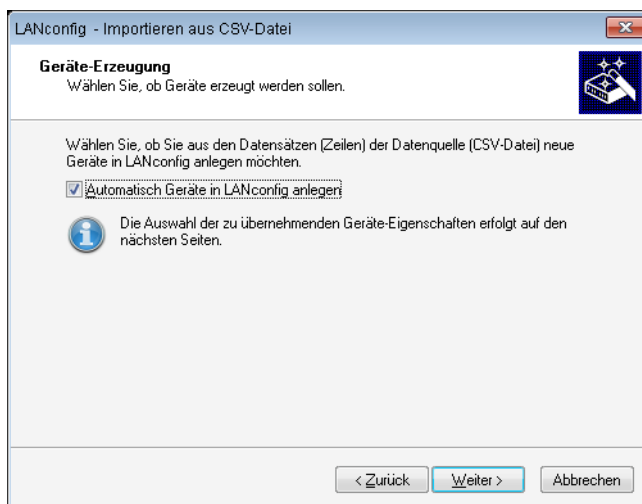 LANconfig - Importieren aus CSV-Datei
Geräte-Erzeugung
Wählen Sie, ob Geräte erzeugt werden sollen.
Wählen Sie, ob Sie aus den Datensätzen (Zeilen) der Datenquelle (CSV-Datei) neue
Geräte in LANconfig anlegen möchten.
Automatisch Geräte in LANconfig anlegen
Die Auswahl der zu übernehmenden Geräte-Eigenschaften erfolgt auf den
nächsten Seiten.
< Zurück Weiter > Abbrechen